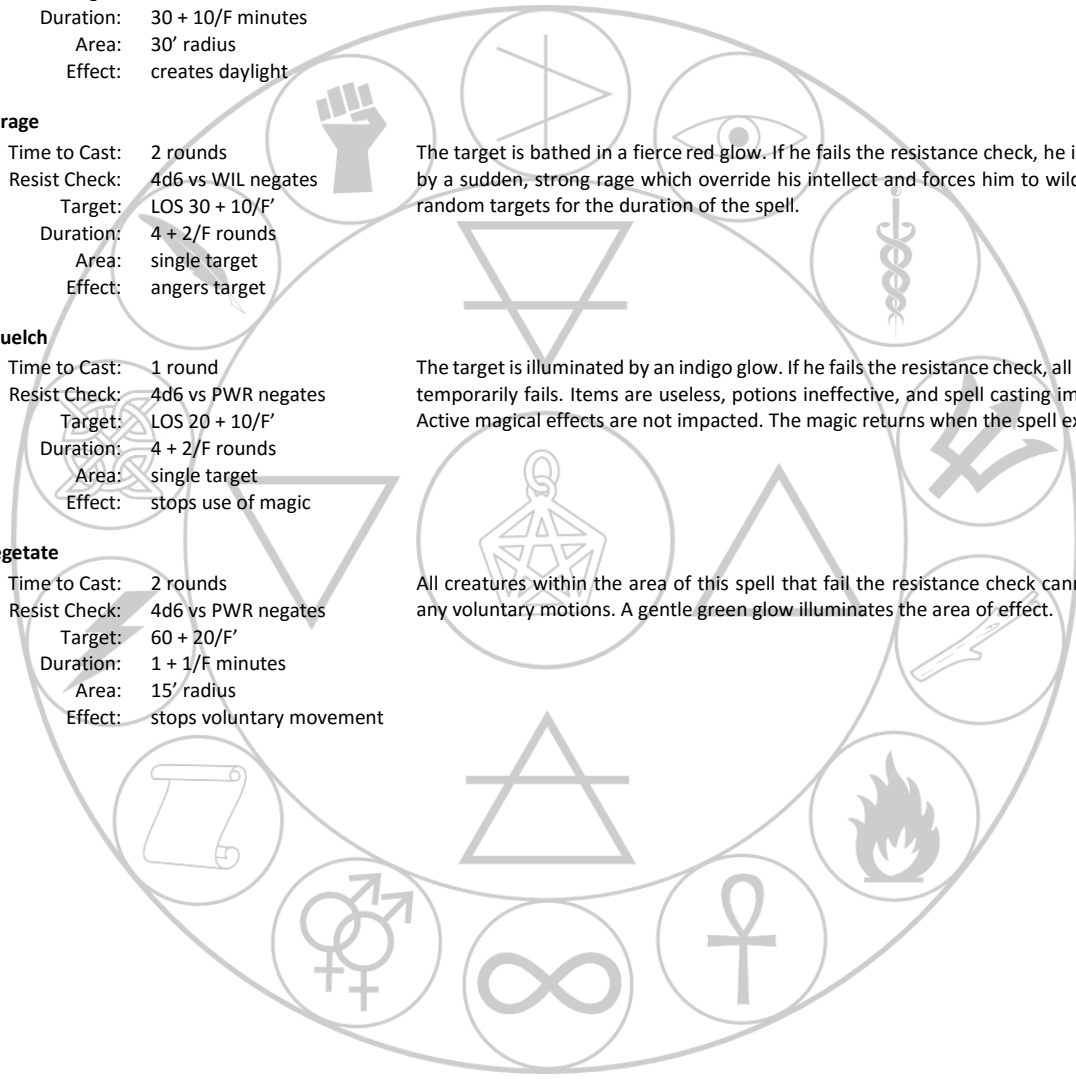 Duration: 30 + 10/F minutes
Area: 30’ radius
Effect: creates daylight
rage
Time to Cast: 2 rounds
Resist Check: 4d6 vs WIL negates
Target: LOS 30 + 10/F’
Duration: 4 + 2/F rounds
Area: single target
Effect: angers target
The target is bathed in a fierce red glow. If he fails the resistance check, he i
by a sudden, strong rage which override his intellect and forces him to wild
random targets for the duration of the spell.
uelch
Time to Cast: 1 round
Resist Check: 4d6 vs PWR negates
Target: LOS 20 + 10/F’
Duration: 4 + 2/F rounds
Area: single target
Effect: stops use of magic
The target is illuminated by an indigo glow. If he fails the resistance check, all
temporarily fails. Items are useless, potions ineffective, and spell casting im
Active magical effects are not impacted. The magic returns when the spell ex
egetate
Time to Cast: 2 rounds
Resist Check: 4d6 vs PWR negates
Target: 60 + 20/F’
Duration: 1 + 1/F minutes
Area: 15’ radius
Effect: stops voluntary movement
All creatures within the area of this spell that fail the resistance check cann
any voluntary motions. A gentle green glow illuminates the area of effect.